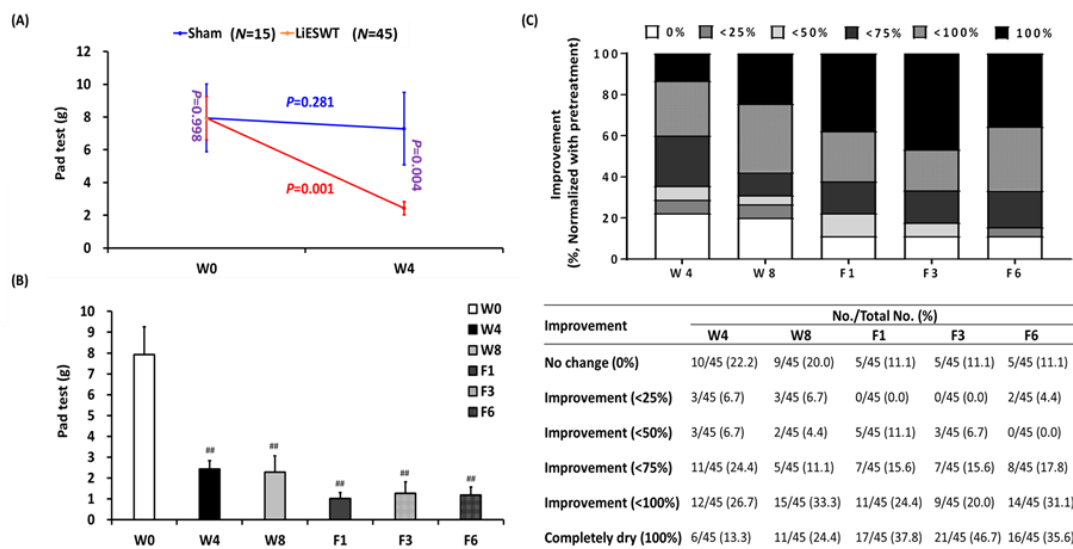 (A)
Sham (N=15) LiESWT (N=45)
12
10
8
6
4
2
0
Pad test (g)
P=0.998
P=0.281
P=0.001
P=0.004
W0 W4
(B)
10
9
8
7
6
5
4
3
2
1
0
Pad test (g)
W0
W4
W8
F1
F3
F6
## ## ## ## ##
W0 W4 W8 F1 F3 F6
(C)
0% <25% <50% <75% <100% 100%
100
80
60
40
20
0
Improvement
(%, Normalized with pretreatment)
W4 W8 F1 F3 F6
Improvement No./Total No. (%)
W4 W8 F1 F3 F6
No change (0%) 10/45 (22.2) 9/45 (20.0) 5/45 (11.1) 5/45 (11.1) 5/45 (11.1)
Improvement (<25%) 3/45 (6.7) 3/45 (6.7) 0/45 (0.0) 0/45 (0.0) 2/45 (4.4)
Improvement (<50%) 3/45 (6.7) 2/45 (4.4) 5/45 (11.1) 3/45 (6.7) 0/45 (0.0)
Improvement (<75%) 11/45 (24.4) 5/45 (11.1) 7/45 (15.6) 7/45 (15.6) 8/45 (17.8)
Improvement (<100%) 12/45 (26.7) 15/45 (33.3) 11/45 (24.4) 9/45 (20.0) 14/45 (31.1)
Completely dry (100%) 6/45 (13.3) 11/45 (24.4) 17/45 (37.8) 21/45 (46.7) 16/45 (35.6)